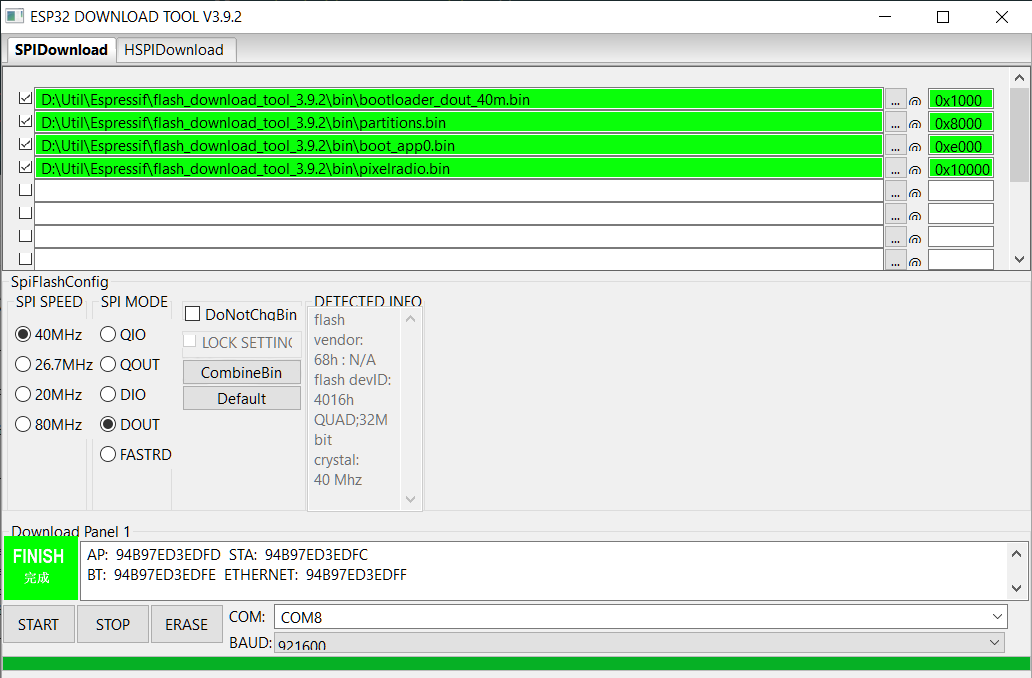 ESP32 DOWNLOAD TOOL V3.9.2
SPIDownload HSPIDownload
D:\Util\Espressif\flash_download_tool_3.9.2\bin\bootloader_dout_40m.bin ... @ 0x1000
D:\Util\Espressif\flash_download_tool_3.9.2\bin\partitions.bin ... @ 0x8000
D:\Util\Espressif\flash_download_tool_3.9.2\bin\boot_app0.bin ... @ 0xe000
D:\Util\Espressif\flash_download_tool_3.9.2\bin\pixelradio.bin ... @ 0x10000
... @
... @
... @
... @
SpiFlashConfig
SPI SPEED
40MHz
26.7MHz
20MHz
80MHz
SPI MODE
QIO
QOUT
DIO
DOUT
FASTRD
DoNotChgBin
LOCK SETTING
CombineBin
Default
DETECTED INFO
flash
vendor:
68h : N/A
flash devID:
4016h
QUAD;32M
bit
crystal:
40 Mhz
Download Panel 1
FINISH
完成
AP: 94B97ED3EDFD STA: 94B97ED3EDFC
BT: 94B97ED3EDFE ETHERNET: 94B97ED3EDFF
START STOP ERASE
COM: COM8
BAUD: 921600